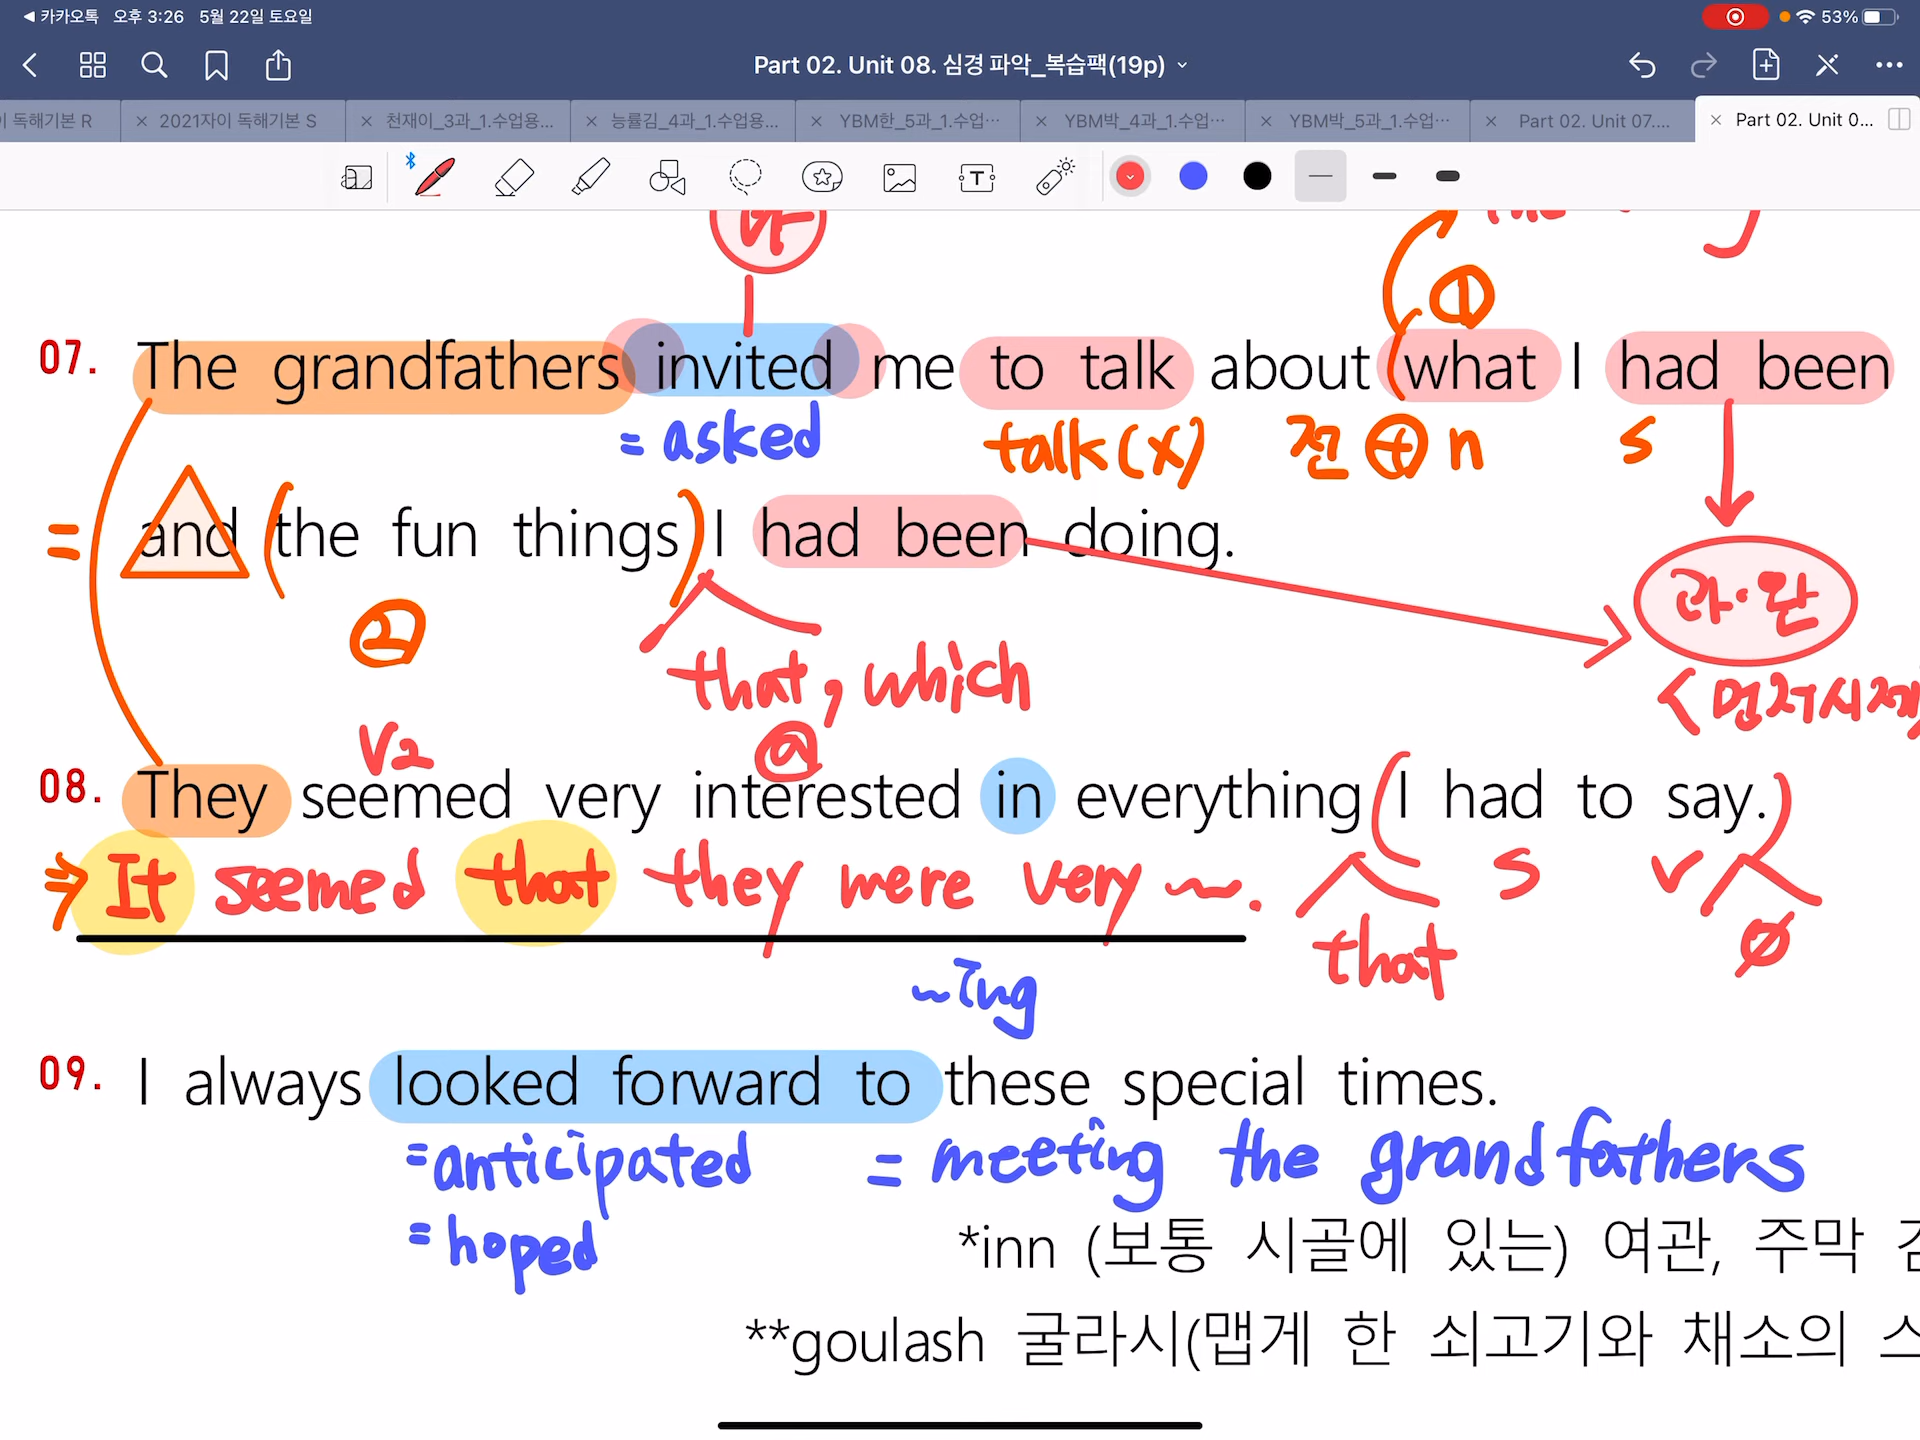 ◀ 카카오톡 오후 3:26 5월 22일 토요일 53%
Part 02. Unit 08. 심경 파악_복습팩(19p)
독해기본 R × 2021자이 독해기본 S × 천재이_3과_1.수업용... × 능률김_4과_1.수업용... × YBM한_5과_1.수업... × YBM박_4과_1.수업... × YBM박_5과_1.수업... × Part 02. Unit 07.... × Part 02. Unit 0...
①
07. The grandfathers invited me to talk about (what I had been
= asked talk(x) 전 ⊕ n s
= and (the fun things) I had been doing.
② 과·완
that, which <먼저시제
V2 ⓐ
08. They seemed very interested in everything (I had to say.)
⇒ It seemed that they were very ~. s v
that ∅
~ing
09. I always looked forward to these special times.
=anticipated = meeting the grandfathers
=hoped
*inn (보통 시골에 있는) 여관, 주막
**goulash 굴라시(맵게 한 쇠고기와 채소의